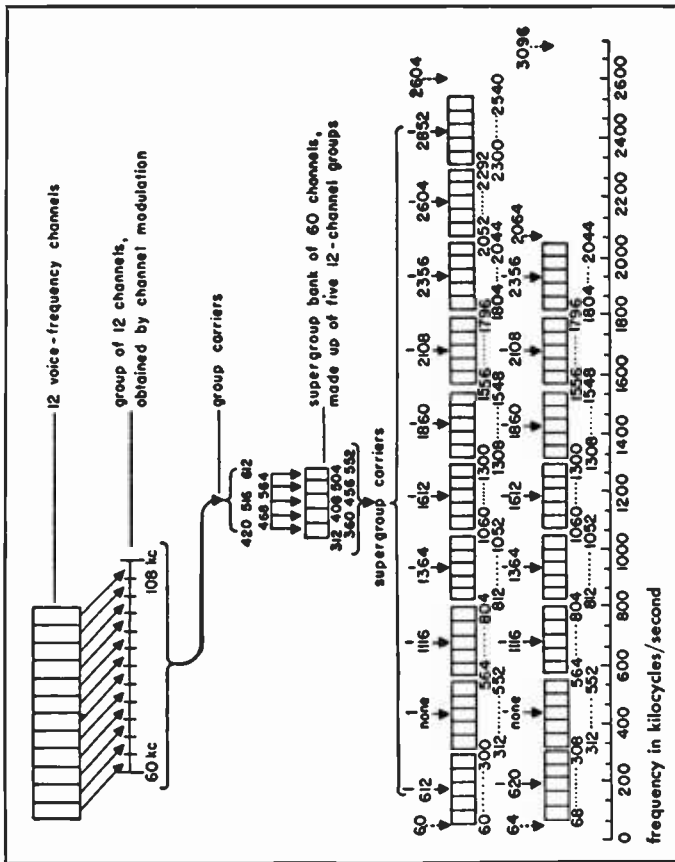 12 voice-frequency channels
group of 12 channels,
obtained by channel modulation
60 kc 108 kc
group carriers
420 516 612
468 564
supergroup bank of 60 channels,
made up of five 12-channel groups
312 408 504
360 456 552
supergroup carriers
60 612 none 1116 1364 1612 1860 2108 2356 2604 2852 2604
60······300 564······804 1060······1300 1556······1796 2052······2292
312······552 812······1052 1308······1548 1804······2044 2300······2540
64 620 none 1116 1364 1612 1860 2108 2356 2064 3096
68······308 564······804 1060······1300 1556······1796
312······552 812······1052 1308······1548 1804······2044
0 200 400 600 800 1000 1200 1400 1600 1800 2000 2200 2400 2600
frequency in kilocycles/second